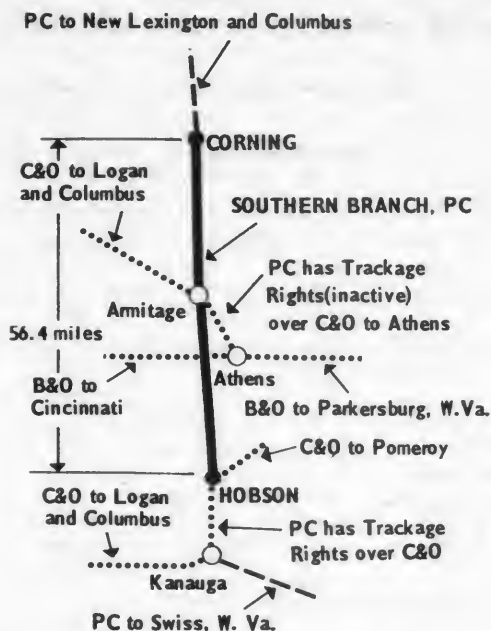 PC to New Lexington and Columbus
CORNING
C&O to Logan
and Columbus
SOUTHERN BRANCH, PC
PC has Trackage
Rights(inactive)
over C&O to Athens
Armitage
56.4 miles
Athens
B&O to
Cincinnati
B&O to Parkersburg, W.Va.
C&O to Pomeroy
HOBSON
C&O to Logan
and Columbus
PC has Trackage
Rights over C&O
Kanauga
PC to Swiss, W. Va.